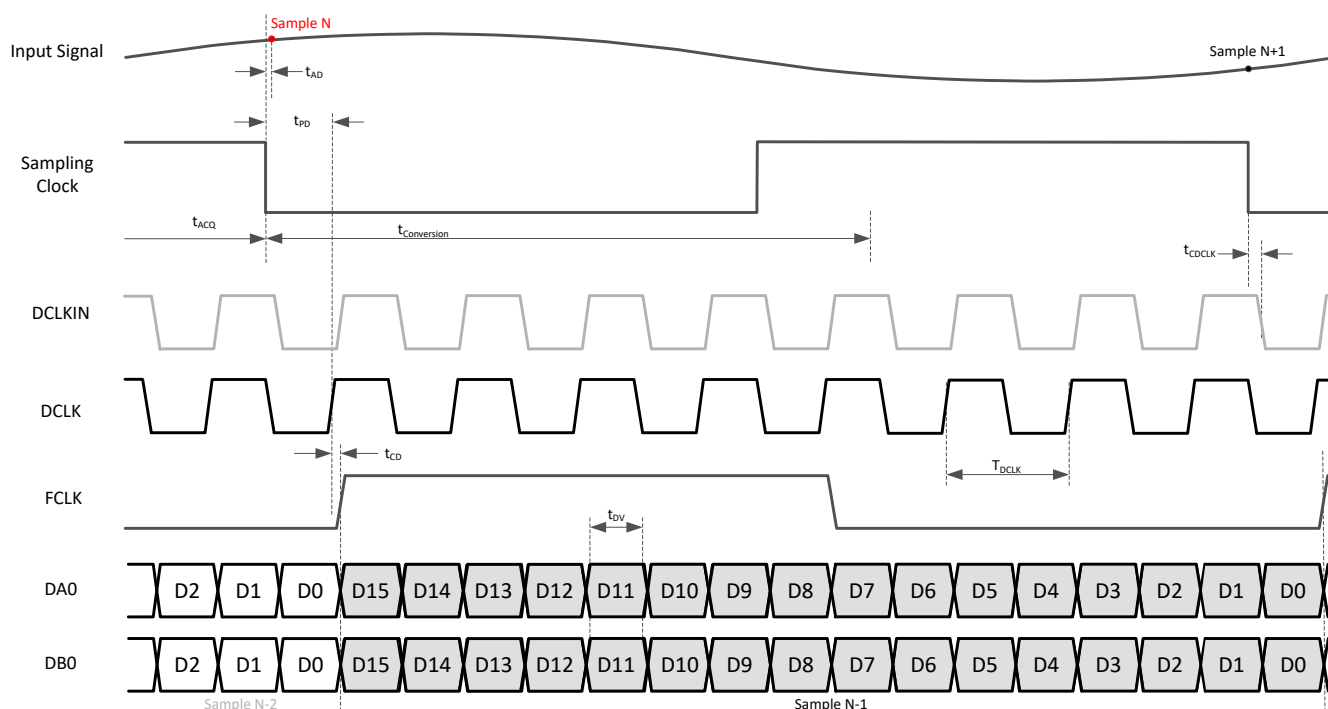 Sample N
Input Signal
Sample N+1
tAD
tPD
Sampling
Clock
tACQ
tConversion
tCDCLK
DCLKIN
DCLK
tCD
TDCLK
FCLK
tDV
DA0
D2 D1 D0 D15 D14 D13 D12 D11 D10 D9 D8 D7 D6 D5 D4 D3 D2 D1 D0
DB0
D2 D1 D0 D15 D14 D13 D12 D11 D10 D9 D8 D7 D6 D5 D4 D3 D2 D1 D0
Sample N-2
Sample N-1